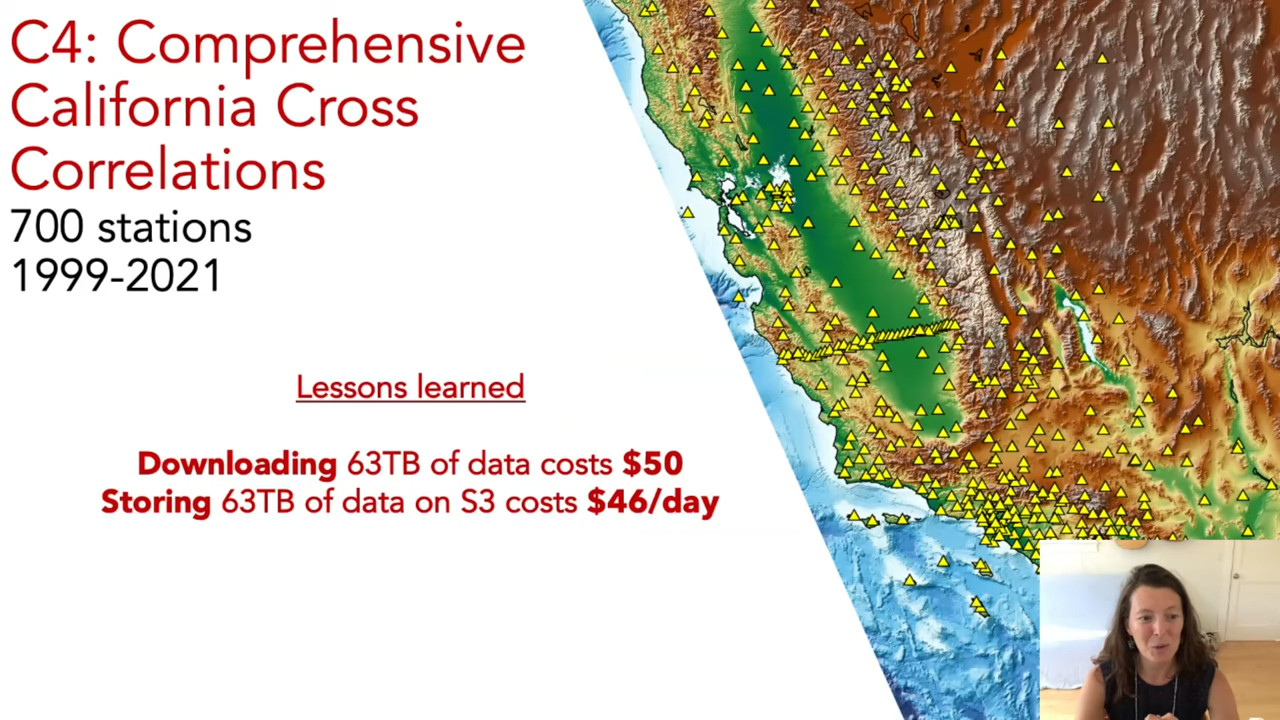 C4: Comprehensive
California Cross
Correlations
700 stations
1999-2021
Lessons learned
Downloading 63TB of data costs $50
Storing 63TB of data on S3 costs $46/day